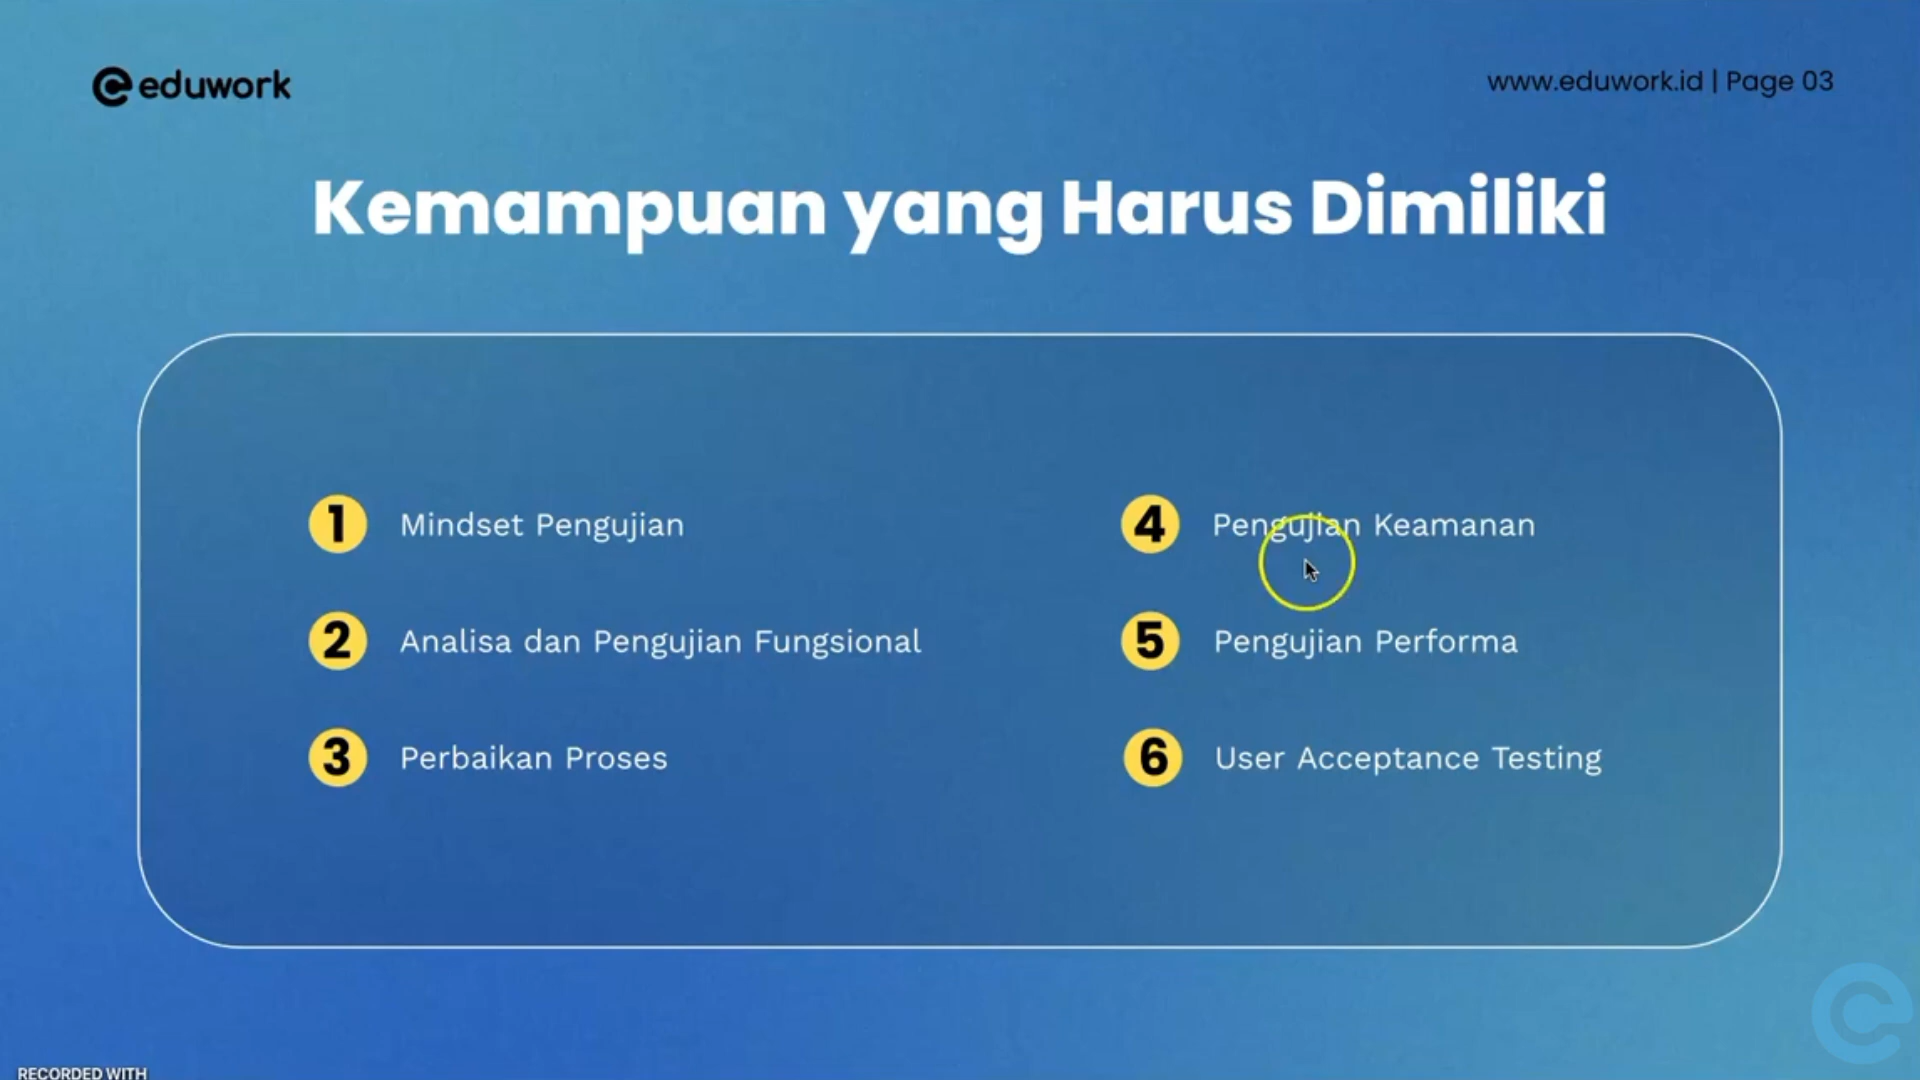 eduwork
www.eduwork.id | Page 03
Kemampuan yang Harus Dimiliki
1 Mindset Pengujian
2 Analisa dan Pengujian Fungsional
3 Perbaikan Proses
4 Pengujian Keamanan
5 Pengujian Performa
6 User Acceptance Testing
RECORDED WITH